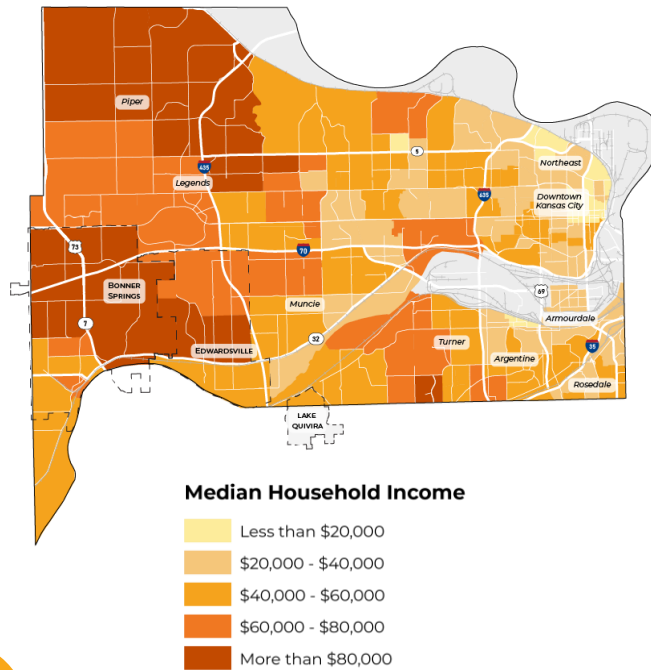 Piper
5
Northeast
635
Legends
635
Downtown
Kansas City
73
70
BONNER
SPRINGS
69
Muncie
7
32
Armourdale
EDWARDSVILLE
Turner
Argentine
35
Rosedale
LAKE
QUIVIRA
Median Household Income
Less than $20,000
$20,000 - $40,000
$40,000 - $60,000
$60,000 - $80,000
More than $80,000